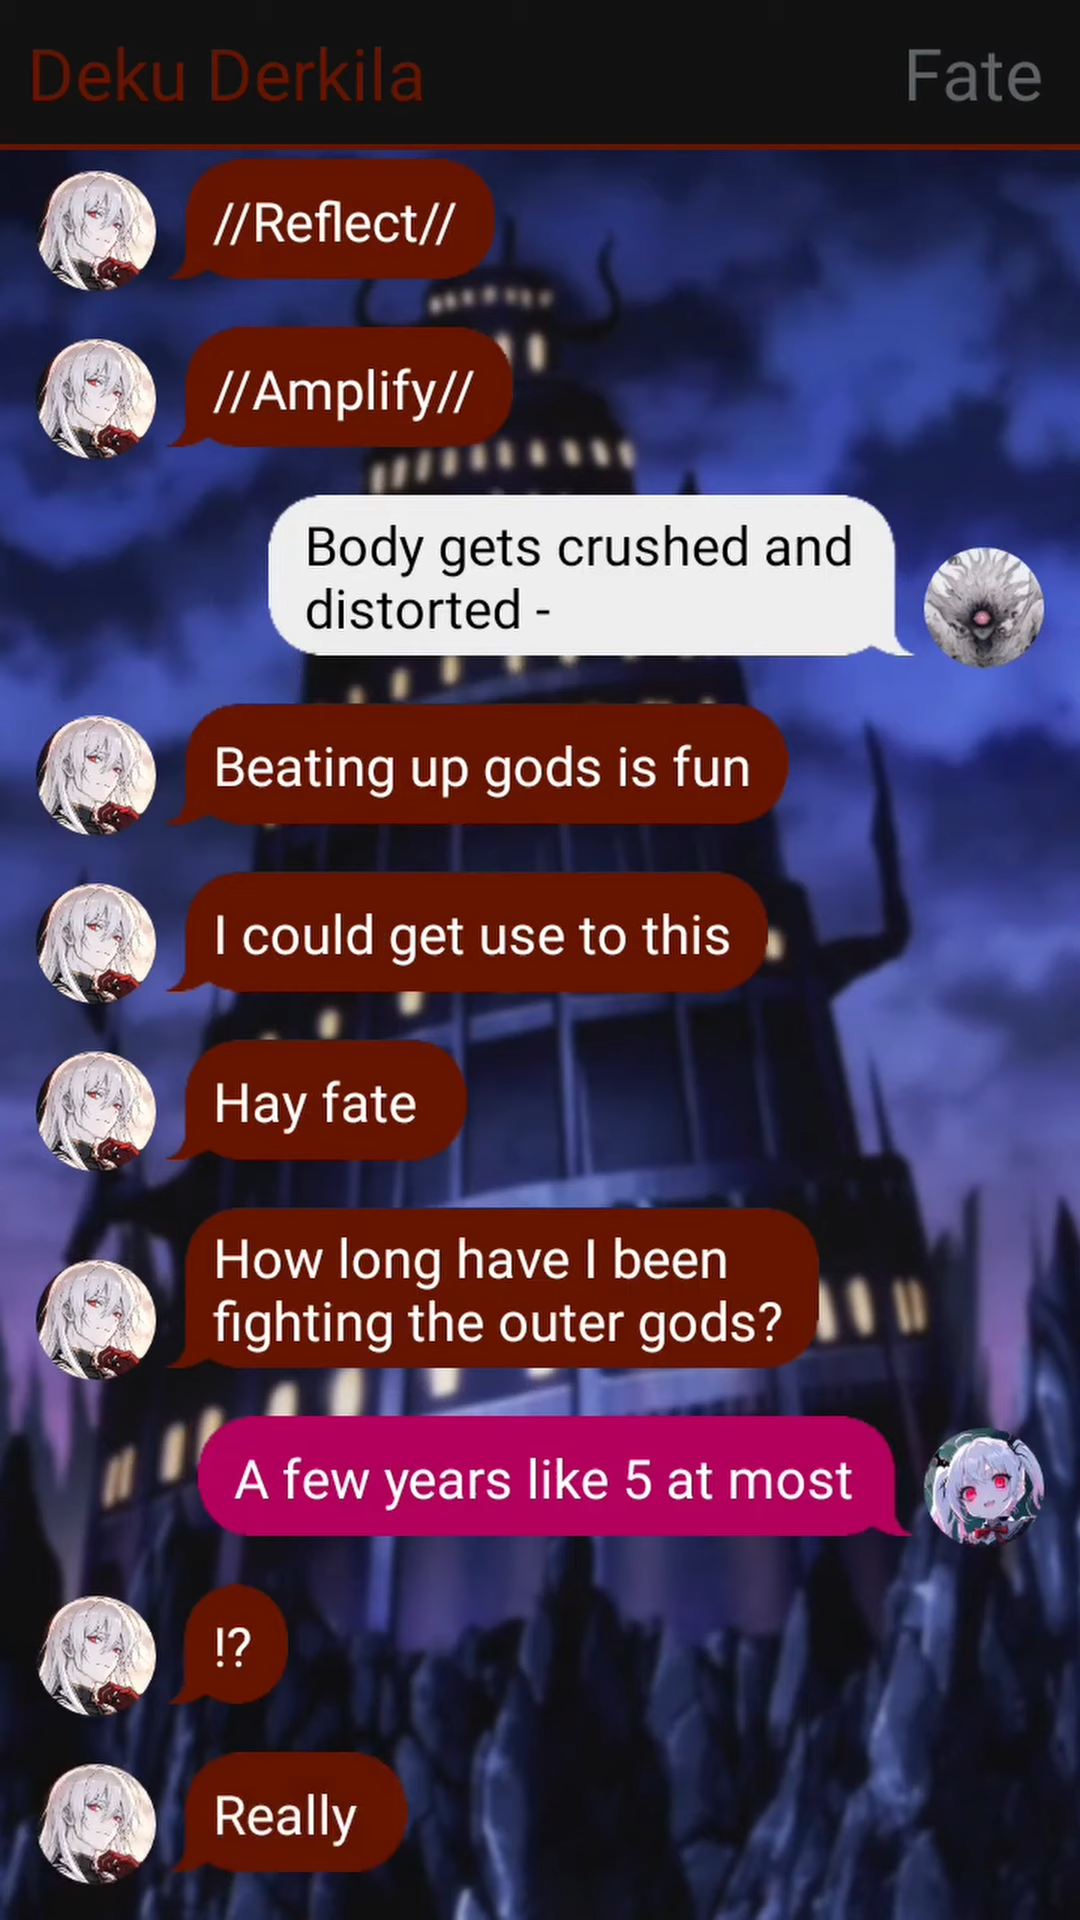 Deku Derkila
Fate
//Reflect//
//Amplify//
Body gets crushed and
distorted -
Beating up gods is fun
I could get use to this
Hay fate
How long have I been
fighting the outer gods?
A few years like 5 at most
!?
Really